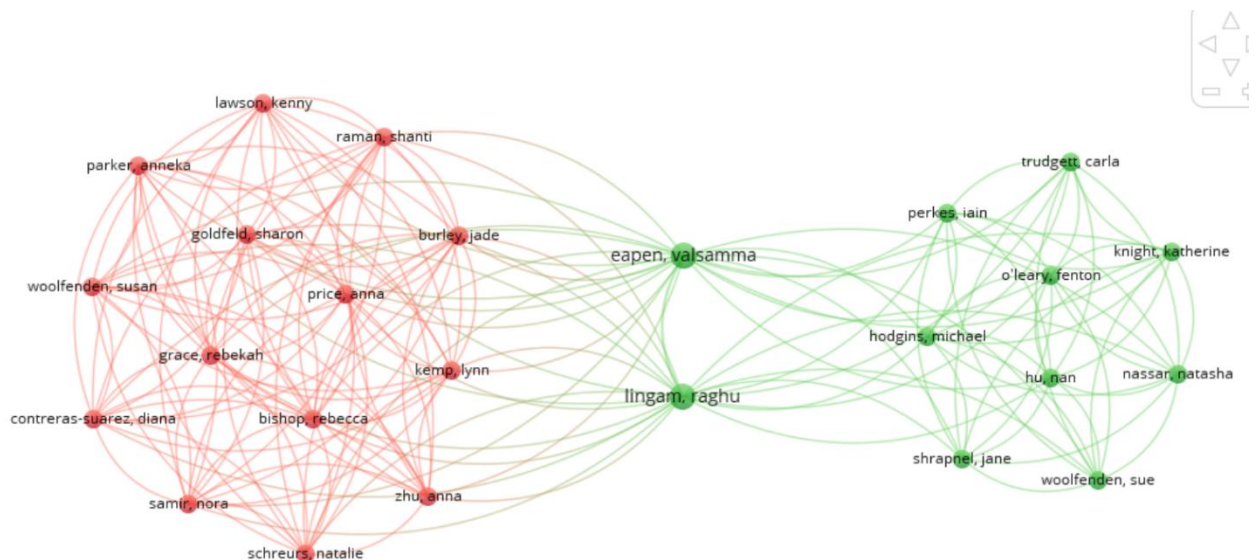 lawson, kenny
raman, shanti
parker, anneka
trudgett, carla
perkes, iain
goldfeld, sharon
burley, jade
eapen, valsamma
knight, katherine
o'leary, fenton
woolfenden, susan
price, anna
hodgins, michael
grace, rebekah
kemp, lynn
hu, nan
nassar, natasha
lingam, raghu
contreras-suarez, diana
bishop, rebecca
shrapnel, jane
woolfenden, sue
samir, nora
zhu, anna
schreurs, natalie